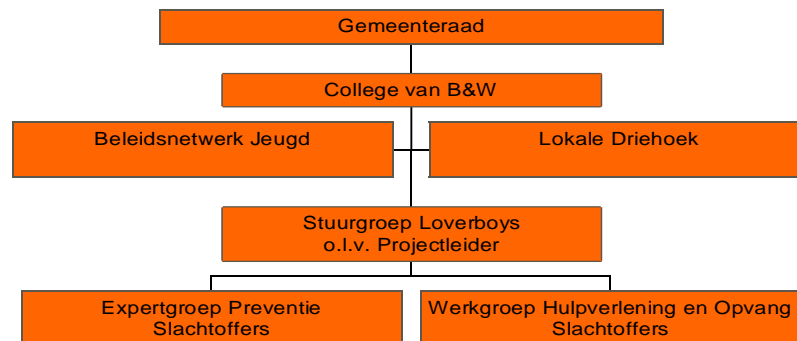 Gemeenteraad
College van B&W
Beleidsnetwerk Jeugd
Lokale Driehoek
Stuurgroep Loverboys
o.l.v. Projectleider
Expertgroep Preventie
Slachtoffers
Werkgroep Hulpverlening en Opvang
Slachtoffers